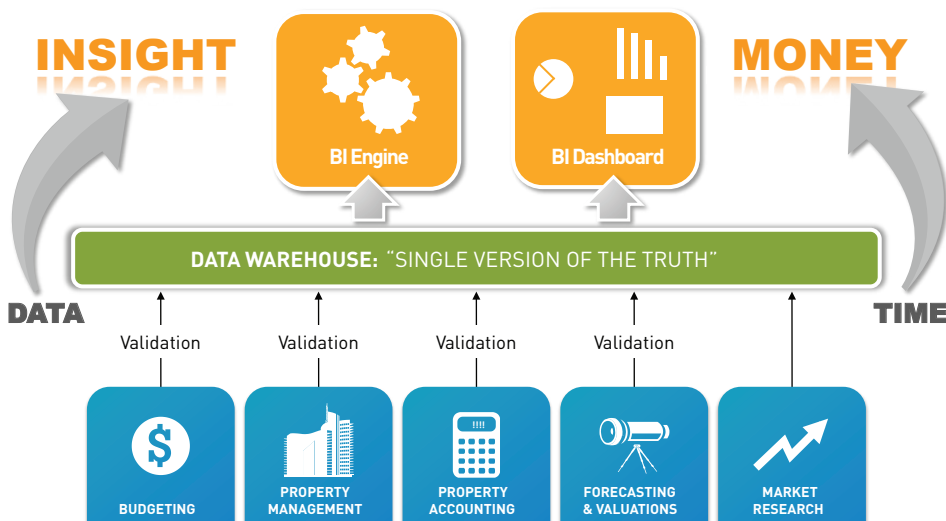 INSIGHT
MONEY
BI Engine
BI Dashboard
DATA WAREHOUSE: “SINGLE VERSION OF THE TRUTH”
DATA
TIME
Validation
Validation
Validation
Validation
$
!!!!
BUDGETING
PROPERTY
MANAGEMENT
PROPERTY
ACCOUNTING
FORECASTING
& VALUATIONS
MARKET
RESEARCH